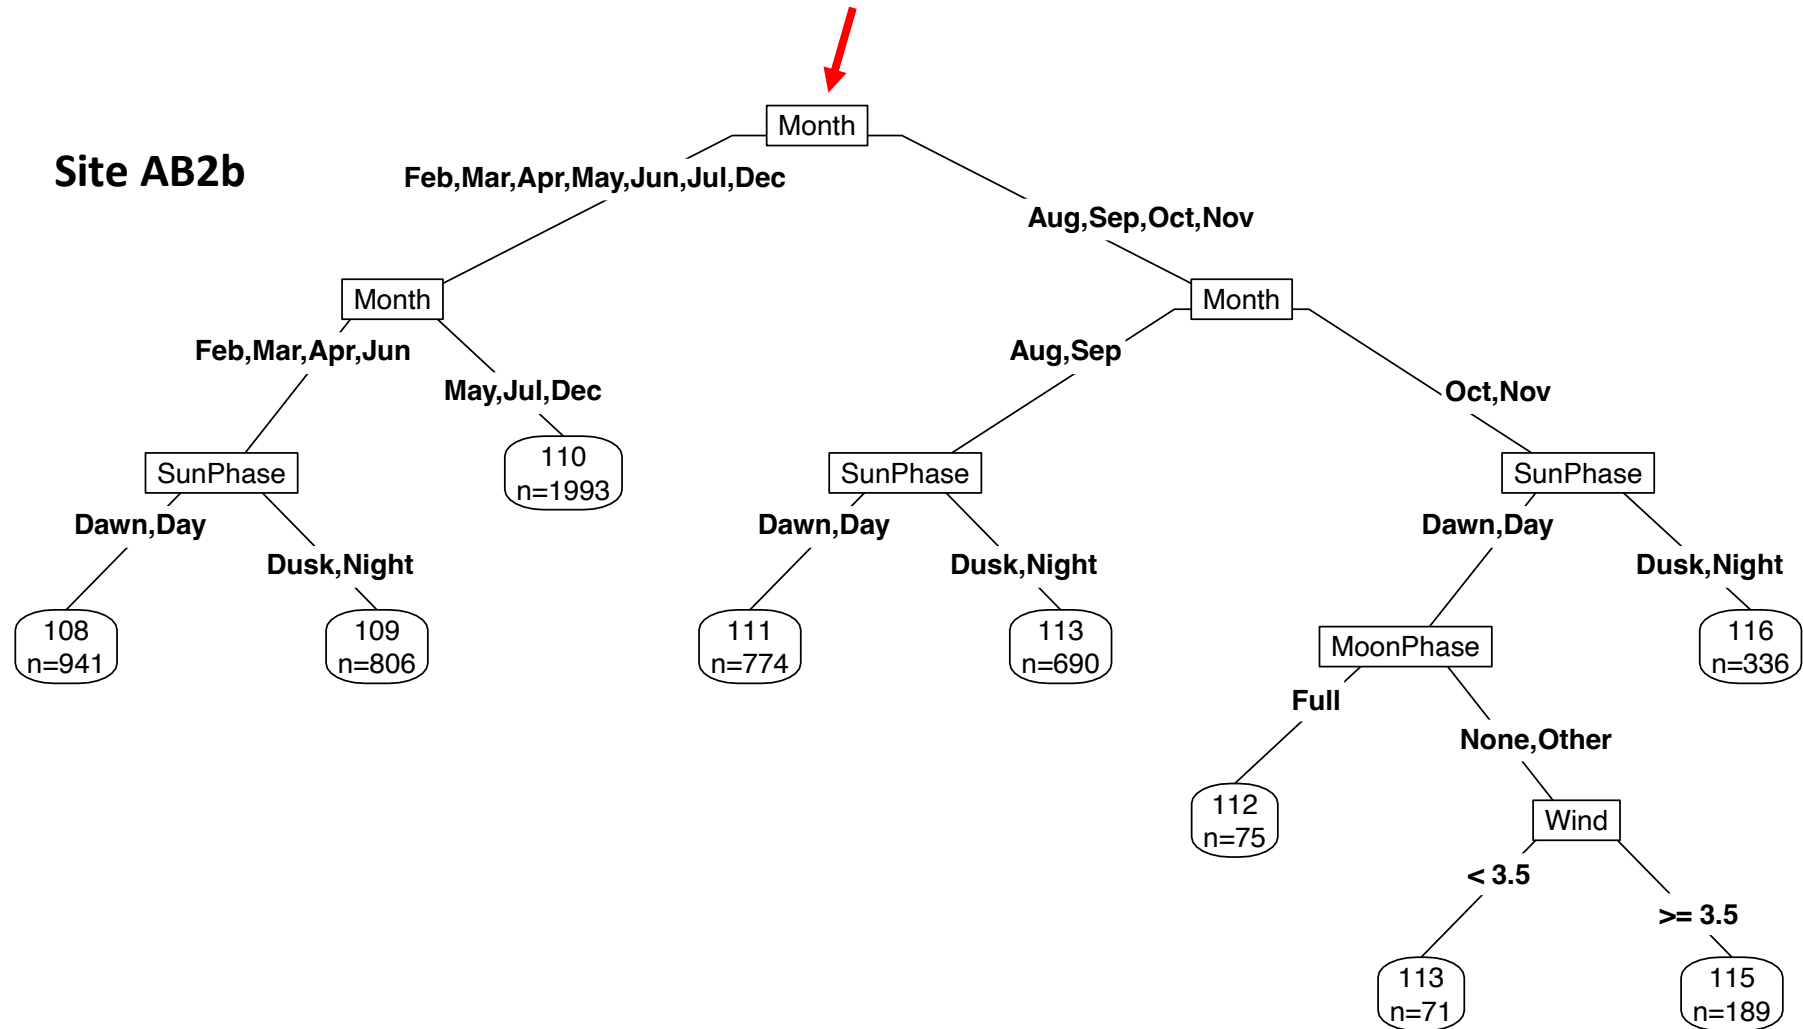 Month
Site AB2b
Feb,Mar,Apr,May,Jun,Jul,Dec
Aug,Sep,Oct,Nov
Month
Month
Feb,Mar,Apr,Jun
Aug,Sep
May,Jul,Dec
Oct,Nov
110
n=1993
SunPhase
SunPhase
SunPhase
Dawn,Day
Dawn,Day
Dawn,Day
Dusk,Night
Dusk,Night
Dusk,Night
108
n=941
109
n=806
111
n=774
113
n=690
116
n=336
MoonPhase
Full
None,Other
112
n=75
Wind
< 3.5
>= 3.5
113
n=71
115
n=189